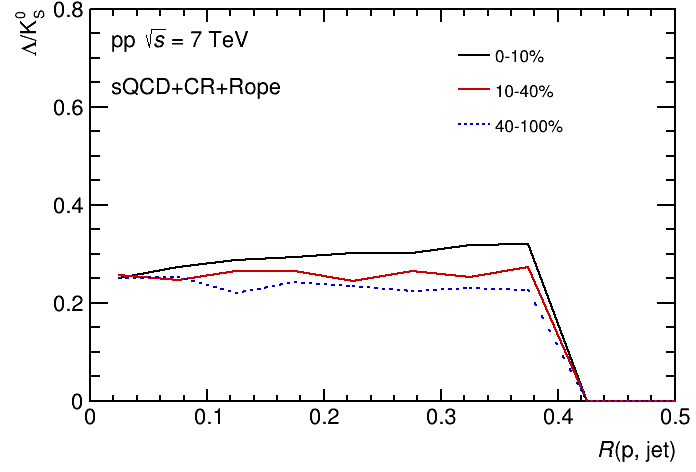 Λ/K⁰_S
0.8
0.6
0.4
0.2
0
pp √s = 7 TeV
sQCD+CR+Rope
0-10%
10-40%
40-100%
0 0.1 0.2 0.3 0.4 0.5
R(p, jet)